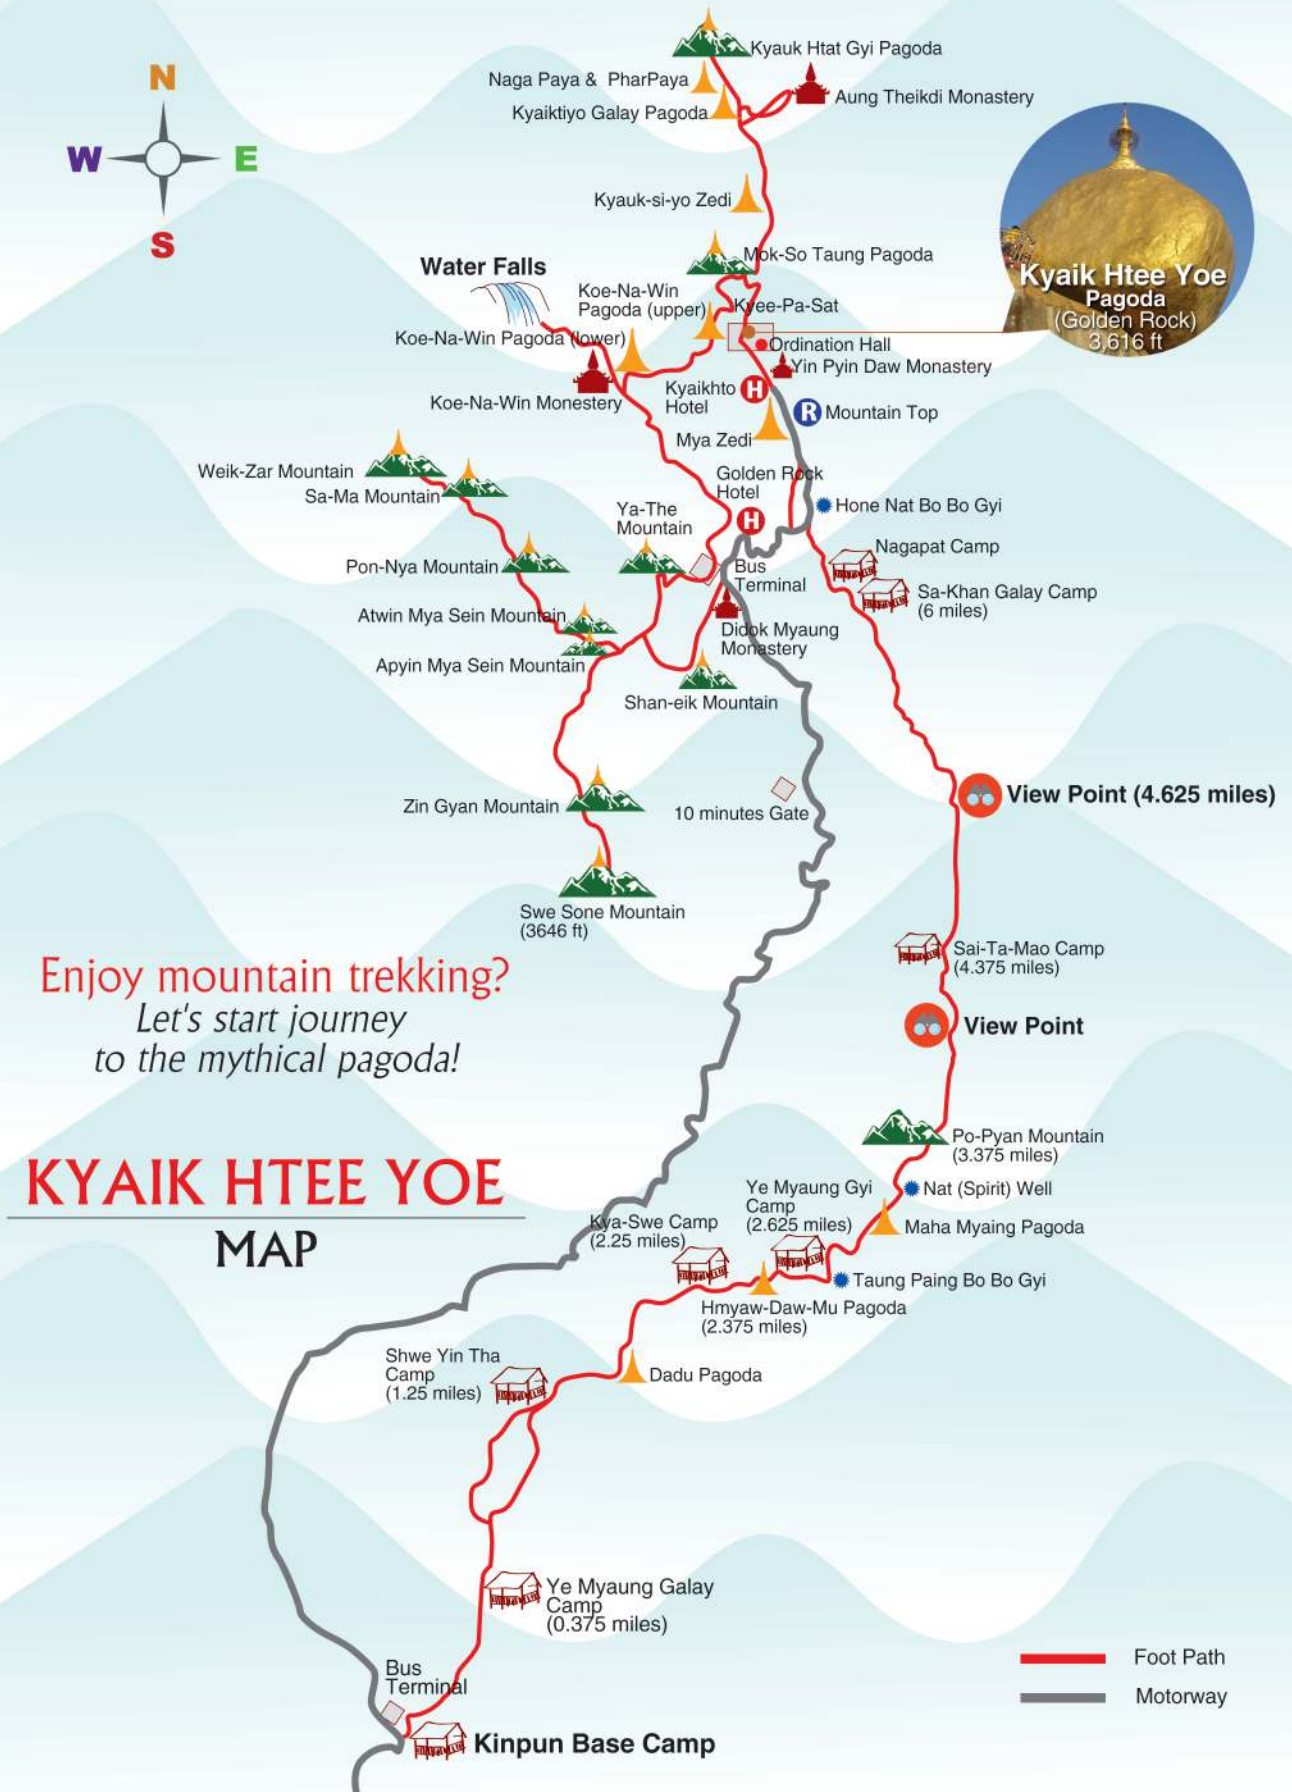 Kyauk Htat Gyi Pagoda
Naga Paya & PharPaya
Aung Theikdi Monastery
Kyaiktiyo Galay Pagoda
N
W
E
S
Kyauk-si-yo Zedi
Mok-So Taung Pagoda
Water Falls
Kyaik Htee Yoe
Pagoda
(Golden Rock)
3,616 ft
Koe-Na-Win
Pagoda (upper)
Kyee-Pa-Sat
Koe-Na-Win Pagoda (lower)
Ordination Hall
Yin Pyin Daw Monastery
Koe-Na-Win Monestery
Kyaikhto
Hotel
H
R
Mountain Top
Mya Zedi
Weik-Zar Mountain
Sa-Ma Mountain
Golden Rock
Hotel
H
Hone Nat Bo Bo Gyi
Ya-The
Mountain
Nagapat Camp
Pon-Nya Mountain
Bus
Terminal
Sa-Khan Galay Camp
(6 miles)
Atwin Mya Sein Mountain
Didok Myaung
Monastery
Apyin Mya Sein Mountain
Shan-eik Mountain
View Point (4.625 miles)
Zin Gyan Mountain
10 minutes Gate
Swe Sone Mountain
(3646 ft)
Sai-Ta-Mao Camp
(4.375 miles)
Enjoy mountain trekking?
Let's start journey
to the mythical pagoda!
View Point
Po-Pyan Mountain
(3.375 miles)
KYAIK HTEE YOE
MAP
Ye Myaung Gyi
Camp
(2.625 miles)
Nat (Spirit) Well
Maha Myaing Pagoda
Kya-Swe Camp
(2.25 miles)
Taung Paing Bo Bo Gyi
Hmyaw-Daw-Mu Pagoda
(2.375 miles)
Shwe Yin Tha
Camp
(1.25 miles)
Dadu Pagoda
Ye Myaung Galay
Camp
(0.375 miles)
Bus
Terminal
Kinpun Base Camp
Foot Path
Motorway